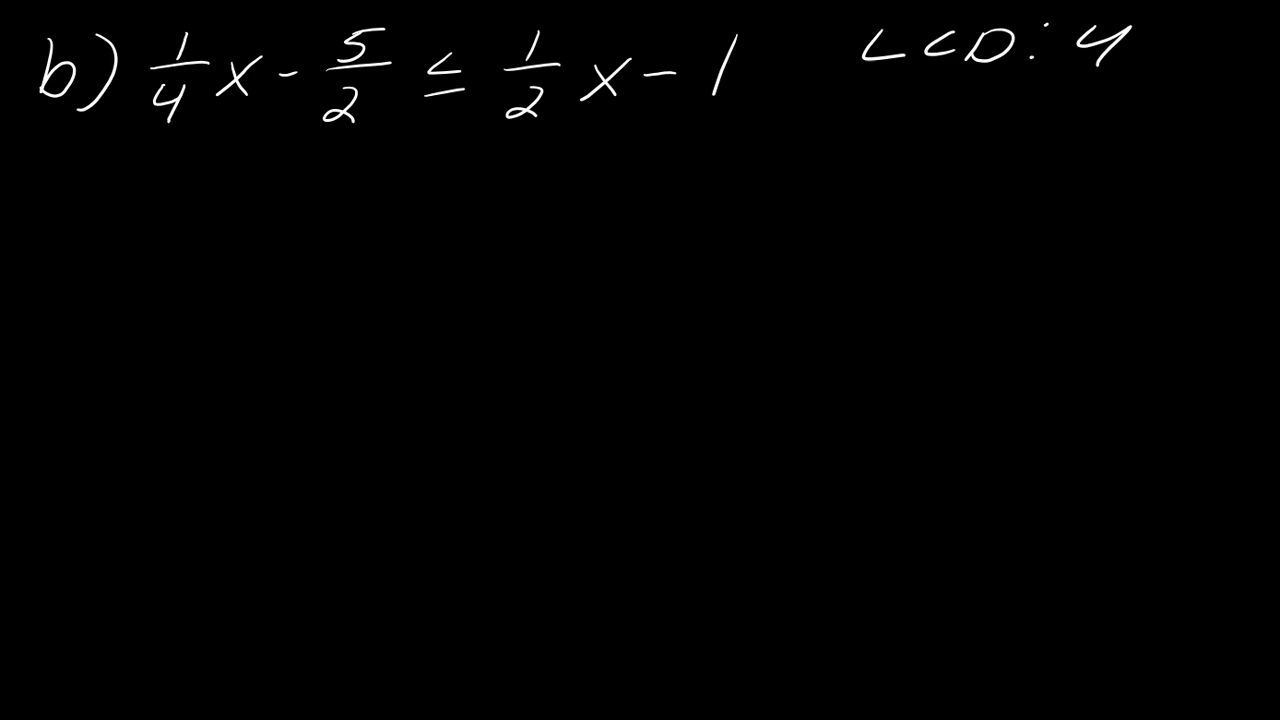 b) 1/4 x - 5/2 ≤ 1/2 x - 1 LCD: 4